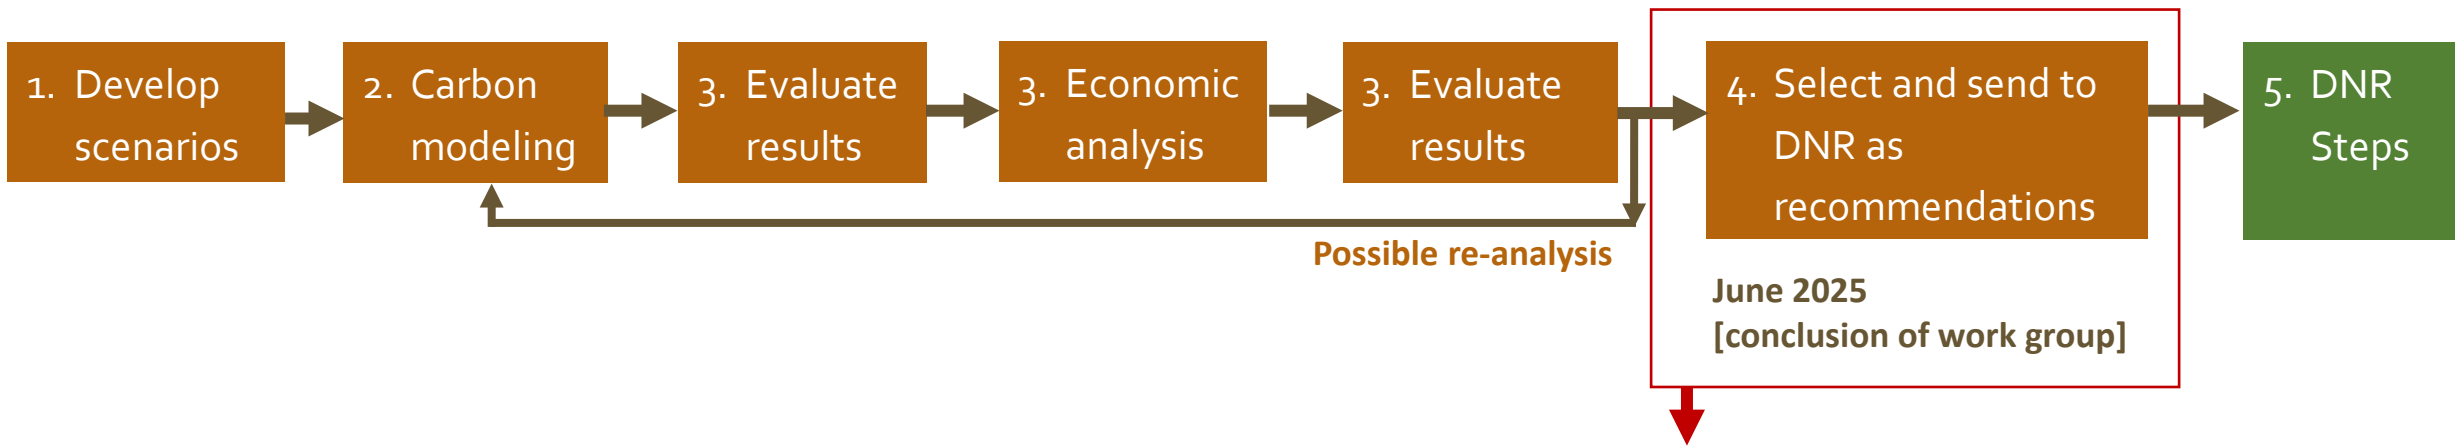 1. Develop
scenarios
2. Carbon
modeling
3. Evaluate
results
3. Economic
analysis
3. Evaluate
results
4. Select and send to
DNR as
recommendations
5. DNR
Steps
Possible re-analysis
June 2025
[conclusion of work group]